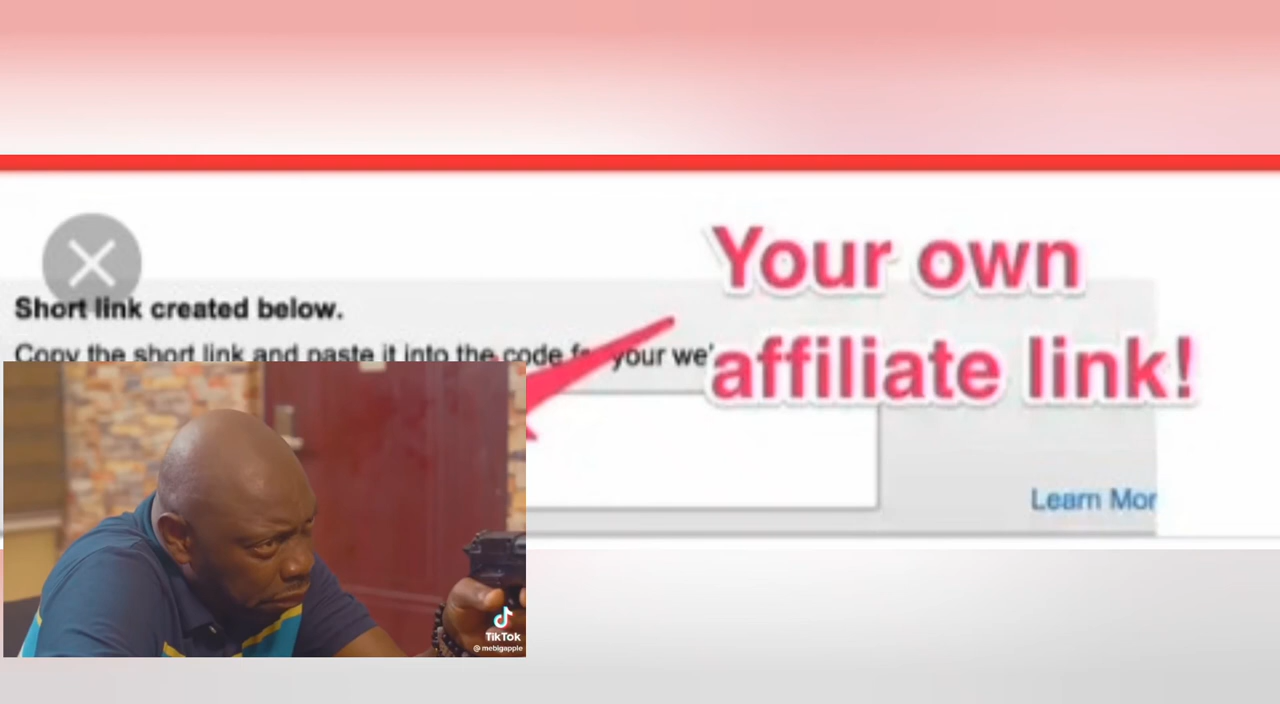 Your own
affiliate link!
Short link created below.
Copy the short link and paste it into the code your we
Learn Mor
TikTok
@mebigapple